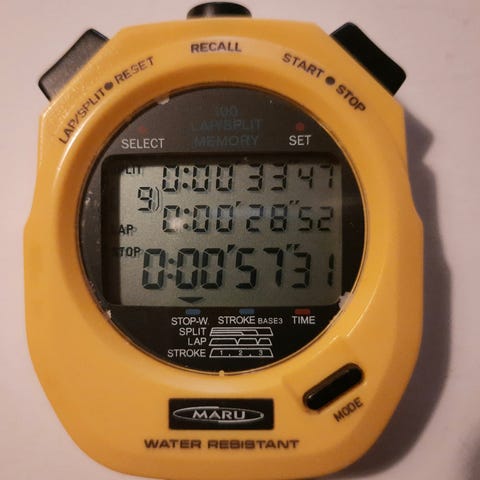 RECALL
LAP/SPLIT●RESET
START●STOP
100
LAP/SPLIT
MEMORY
SELECT
SET
0:00'33"47
9
0:00'28"52
STOP
0:00'57"31
STOP-W. STROKE BASE3 TIME
SPLIT
LAP
STROKE 1, 2, 3
MARU
MODE
WATER RESISTANT